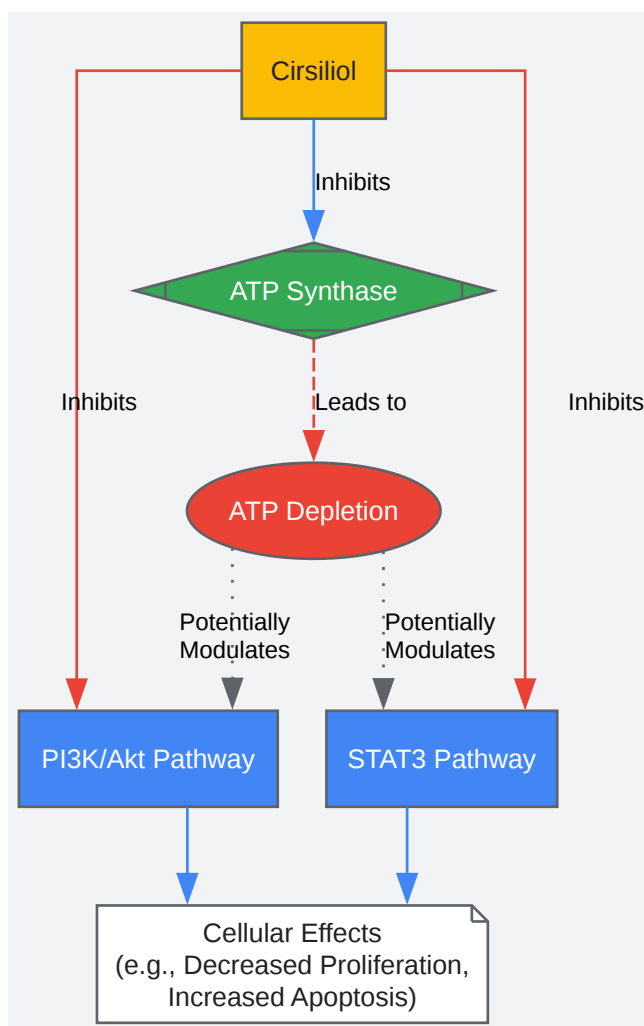 Cirsiliol
Inhibits
ATP Synthase
Inhibits
Leads to
Inhibits
ATP Depletion
Potentially
Modulates
Potentially
Modulates
PI3K/Akt Pathway
STAT3 Pathway
Cellular Effects
(e.g., Decreased Proliferation,
Increased Apoptosis)